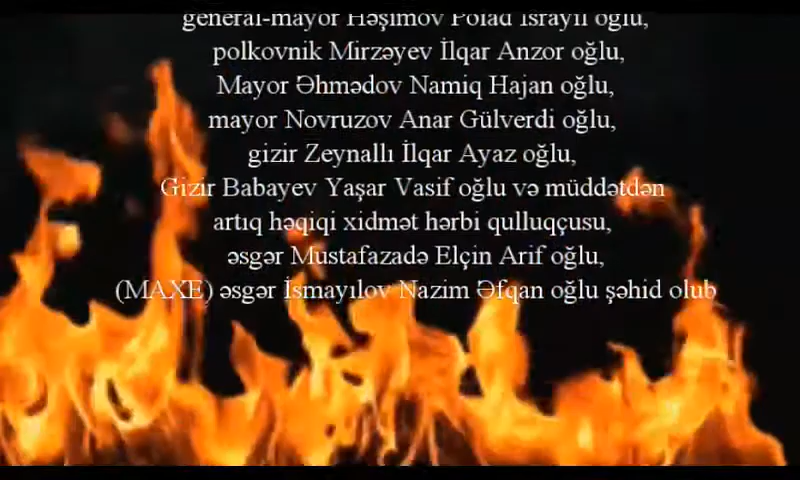 general-mayor Həşimov Polad İsrayıl oğlu,
polkovnik Mirzəyev İlqar Anzor oğlu,
Mayor Əhmədov Namiq Hajan oğlu,
mayor Novruzov Anar Gülverdi oğlu,
gizir Zeynallı İlqar Ayaz oğlu,
Gizir Babayev Yaşar Vasif oğlu və müddətdən
artıq həqiqi xidmət hərbi qulluqçusu,
əsgər Mustafazadə Elçin Arif oğlu,
(MAXE) əsgər İsmayılov Nazim Əfqan oğlu şəhid olub